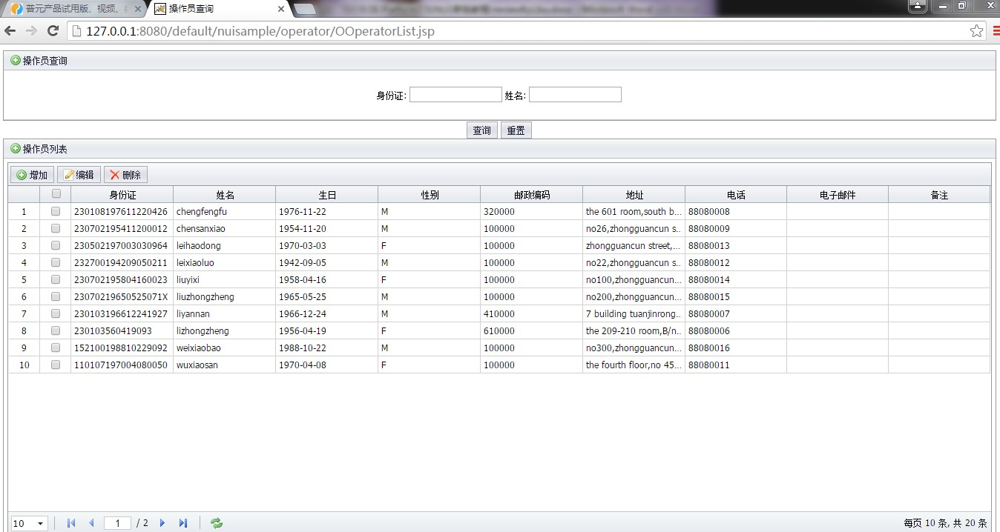 普元产品试用版、视频、
操作员查询
127.0.0.1:8080/default/nuisample/operator/OOperatorList.jsp
操作员查询
身份证: 姓名:
查询 重置
操作员列表
增加 编辑 删除
身份证 姓名 生日 性别 邮政编码 地址 电话 电子邮件 备注
1 230108197611220426 chengfengfu 1976-11-22 M 320000 the 601 room,south b... 88080008
2 230702195411200012 chensanxiao 1954-11-20 M 100000 no26,zhongguancun s... 88080009
3 230502197003030964 leihaodong 1970-03-03 F 100000 zhongguancun street,... 88080013
4 232700194209050211 leixiaoluo 1942-09-05 M 100000 no22,zhongguancun s... 88080012
5 230702195804160023 liuyixi 1958-04-16 F 100000 no100,zhongguancun... 88080014
6 23070219650525071X liuzhongzheng 1965-05-25 M 100000 no200,zhongguancun... 88080015
7 230103196612241927 liyannan 1966-12-24 M 410000 7 building tuanjinrong... 88080007
8 230103560419093 lizhongzheng 1956-04-19 F 610000 the 209-210 room,B/n... 88080006
9 152100198810229092 weixiaobao 1988-10-22 M 100000 no300,zhongguancun... 88080016
10 110107197004080050 wuxiaosan 1970-04-08 F 100000 the fourth floor,no 45... 88080011
10 1 / 2 每页 10 条, 共 20 条